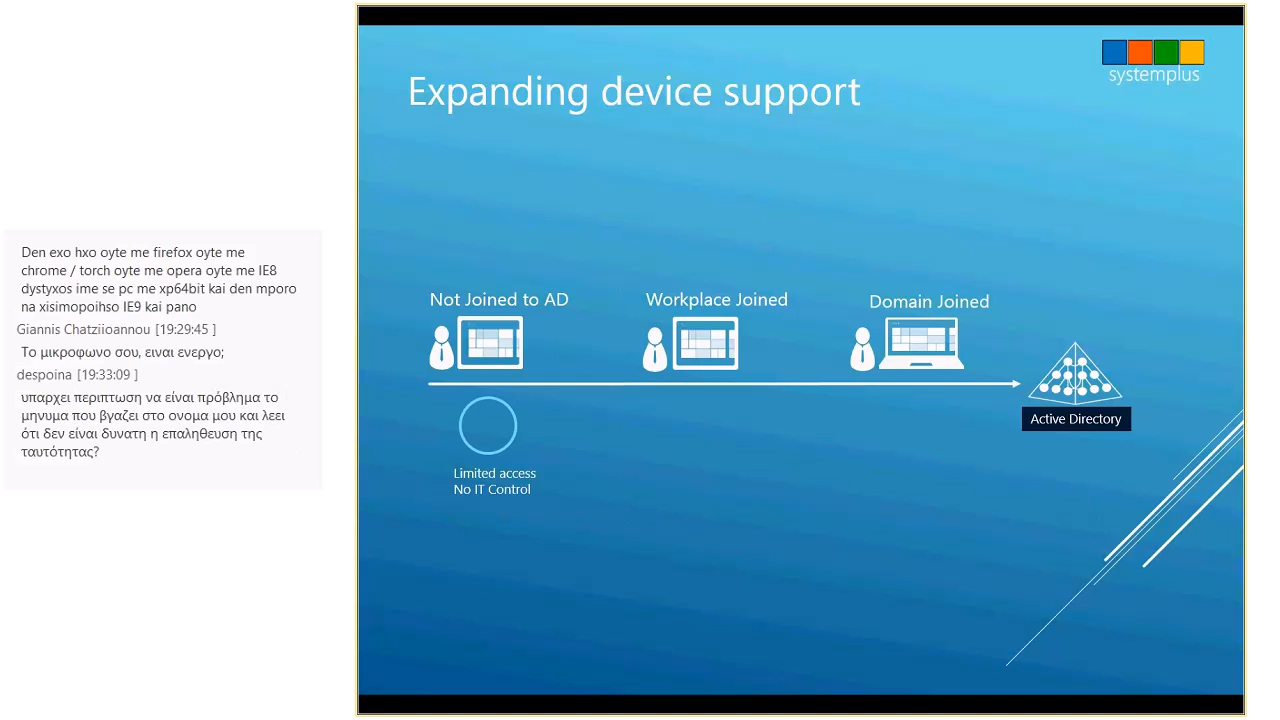 Den exo hxo oyte me firefox oyte me
chrome / torch oyte me opera oyte me IE8
dystyxos ime se pc me xp64bit kai den mporo
na xisimopoihso IE9 kai pano
Giannis Chatziioannou [19:29:45 ]
Το μικροφωνο σου, ειναι ενεργο;
despoina [19:33:09 ]
υπαρχει περιπτωση να είναι πρόβλημα το
μηνυμα που βγαζει στο ονομα μου και λεει
ότι δεν είναι δυνατη η επαληθευση της
ταυτότητας?
systemplus
Expanding device support
Not Joined to AD
Workplace Joined
Domain Joined
Active Directory
Limited access
No IT Control